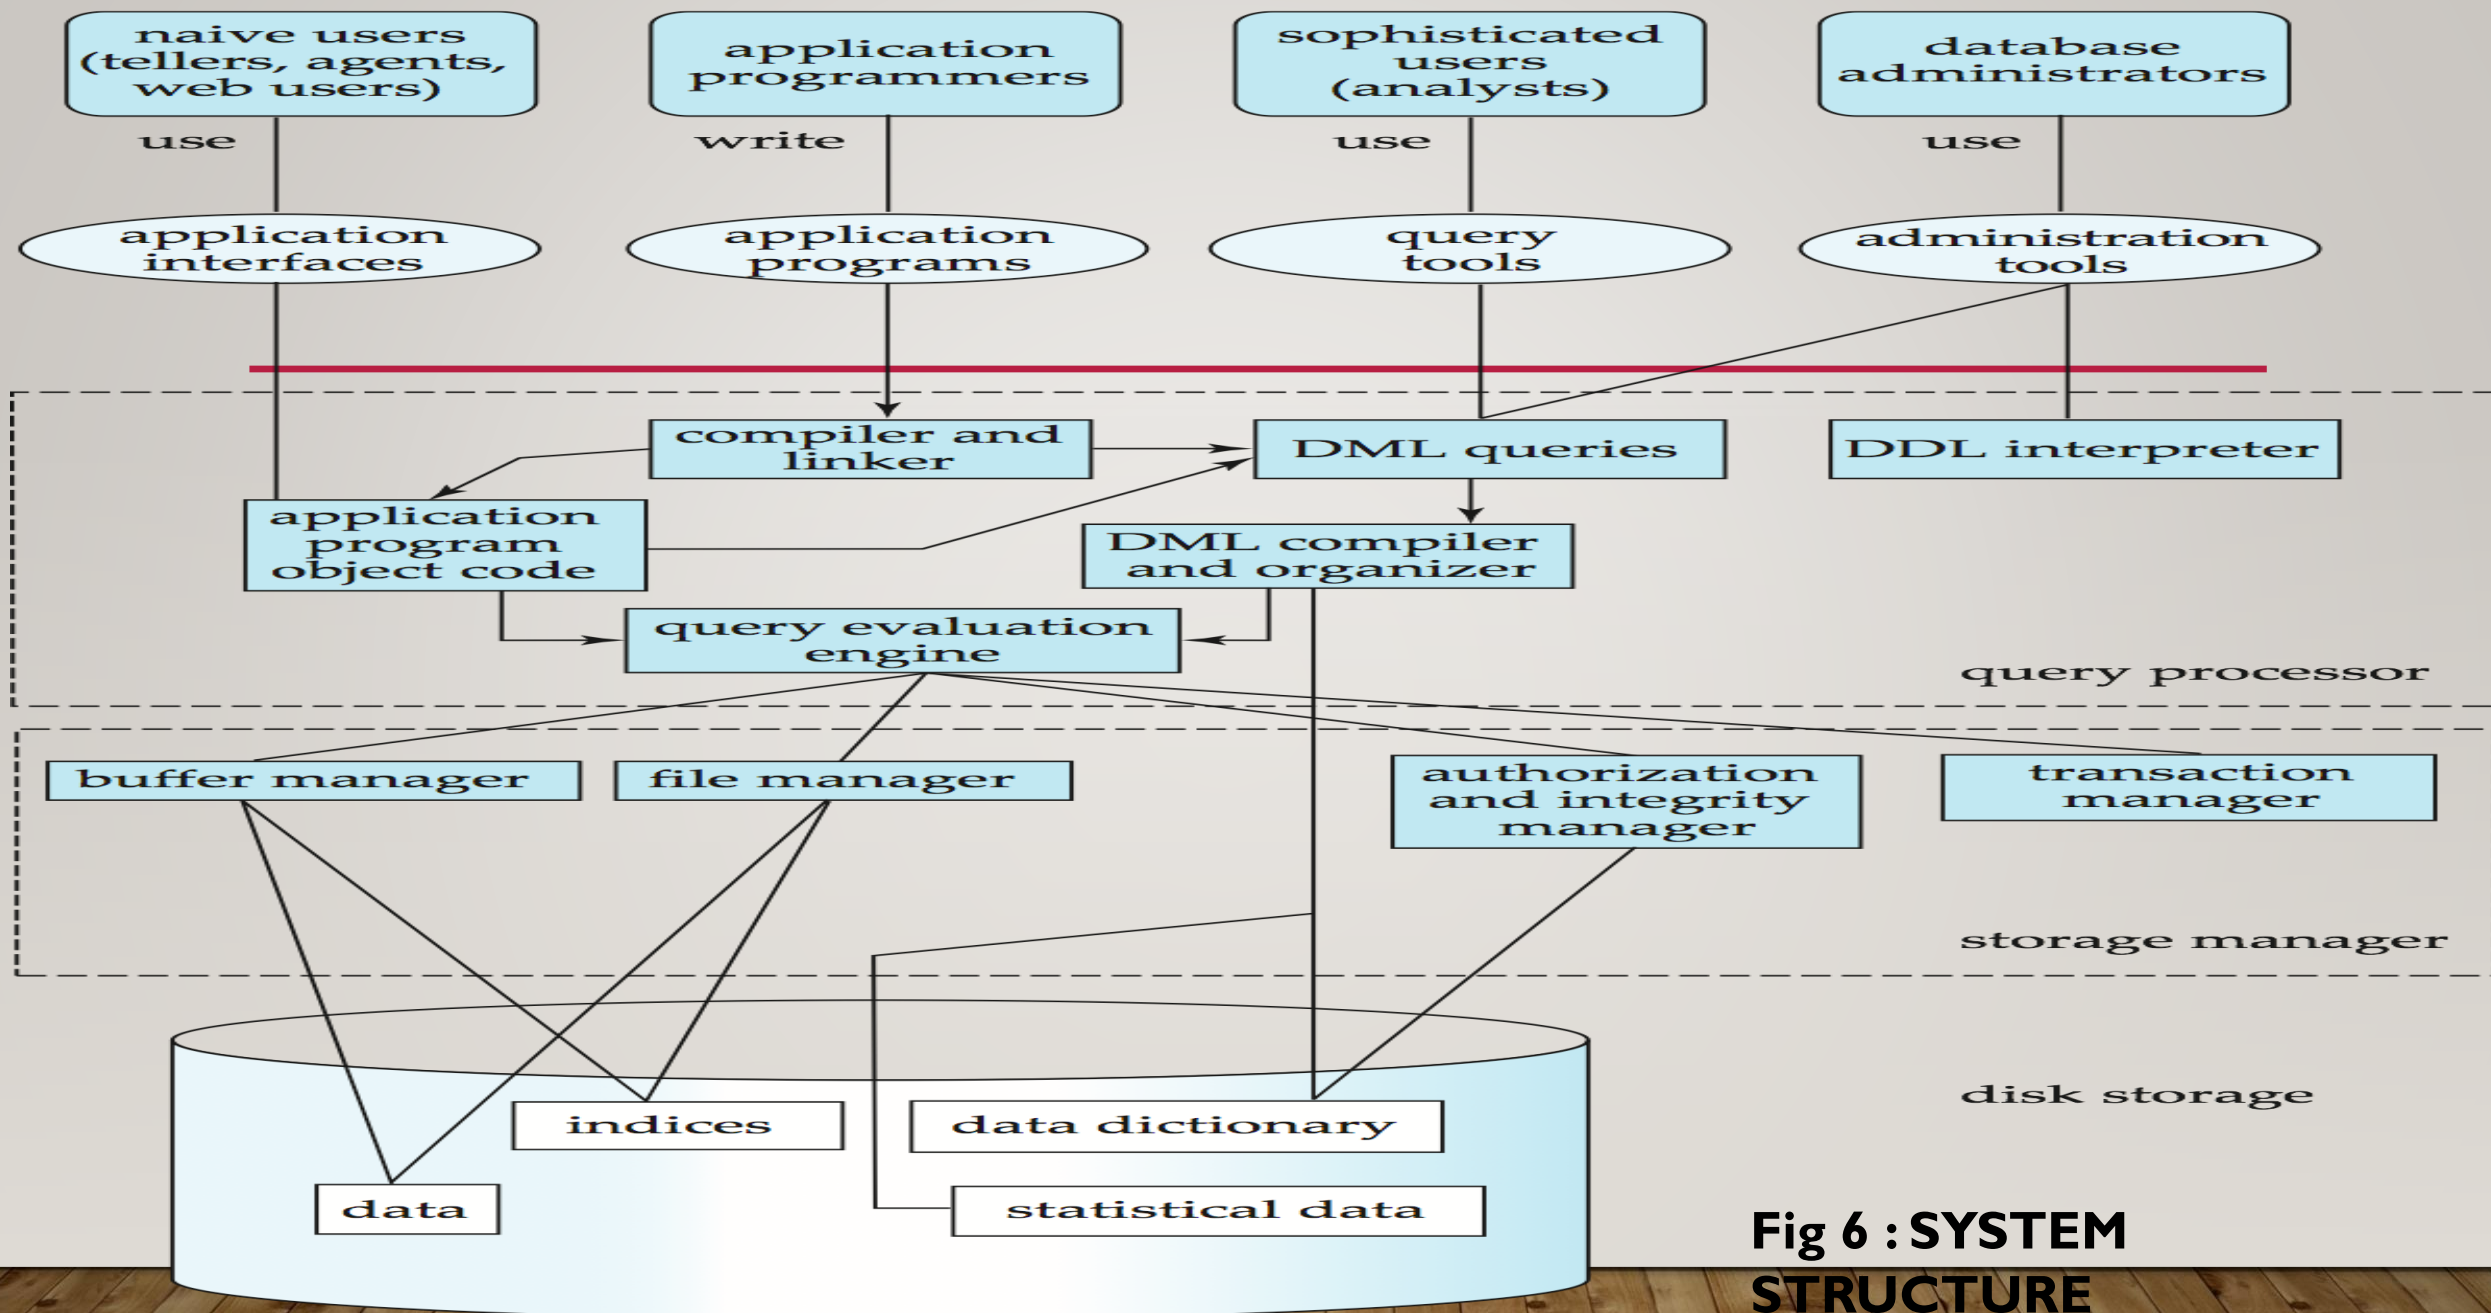 naive users
(tellers, agents,
web users)
application
programmers
sophisticated
users
(analysts)
database
administrators
use
write
use
use
application
interfaces
application
programs
query
tools
administration
tools
compiler and
linker
DML queries
DDL interpreter
application
program
object code
DML compiler
and organizer
query evaluation
engine
query processor
buffer manager
file manager
authorization
and integrity
manager
transaction
manager
storage manager
disk storage
indices
data dictionary
data
statistical data
Fig 6 : SYSTEM
STRUCTURE